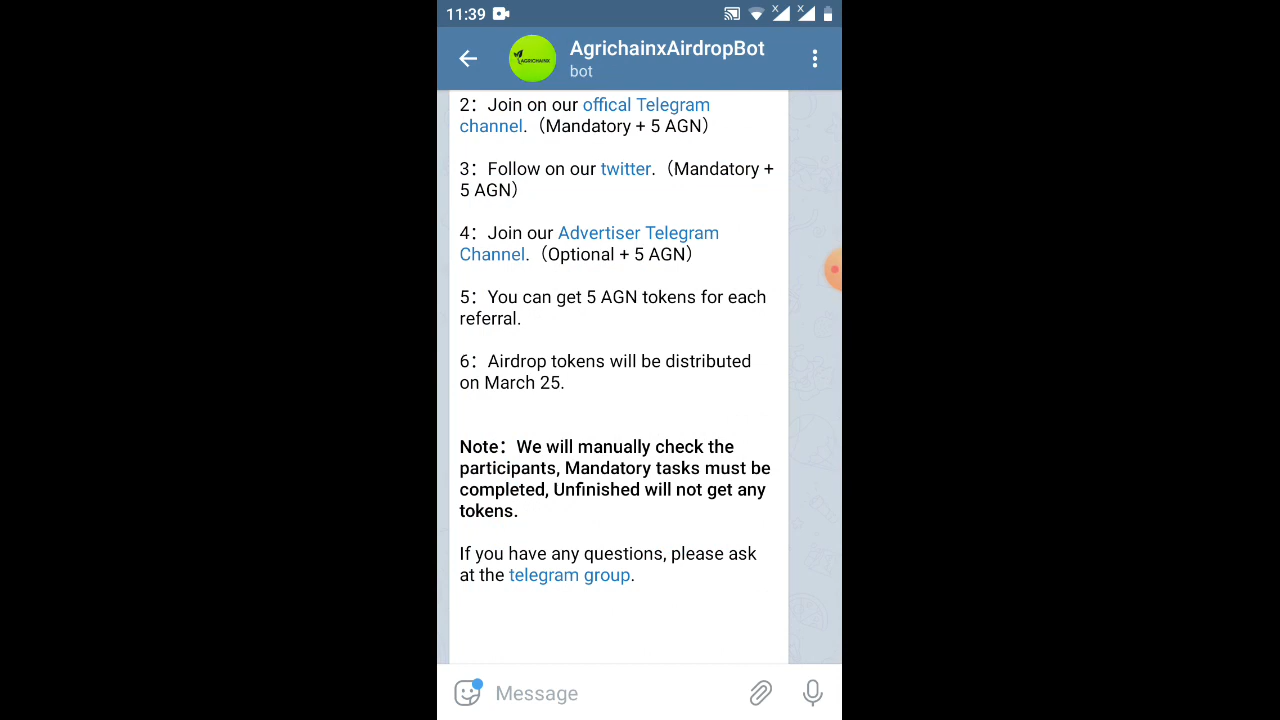 11:39
AgrichainxAirdropBot
bot
AGRICHAINX
2： Join on our offical Telegram
channel.（Mandatory + 5 AGN）
3： Follow on our twitter.（Mandatory +
5 AGN）
4： Join our Advertiser Telegram
Channel.（Optional + 5 AGN）
5： You can get 5 AGN tokens for each
referral.
6： Airdrop tokens will be distributed
on March 25.
Note： We will manually check the
participants, Mandatory tasks must be
completed, Unfinished will not get any
tokens.
If you have any questions, please ask
at the telegram group.
Message